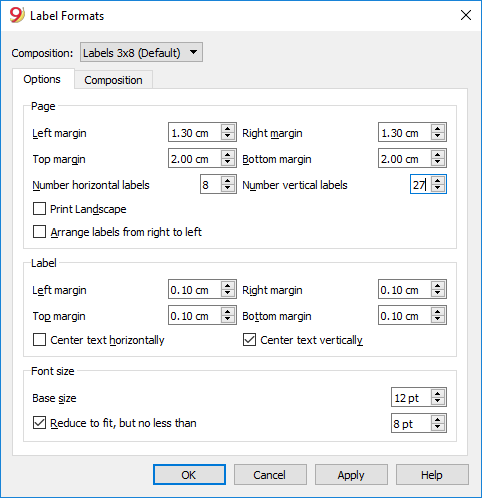 9 Label Formats
Composition: Labels 3x8 (Default)
Options Composition
Page
Left margin 1.30 cm Right margin 1.30 cm
Top margin 2.00 cm Bottom margin 2.00 cm
Number horizontal labels 8 Number vertical labels 27
Print Landscape
Arrange labels from right to left
Label
Left margin 0.10 cm Right margin 0.10 cm
Top margin 0.10 cm Bottom margin 0.10 cm
Center text horizontally Center text vertically
Font size
Base size 12 pt
Reduce to fit, but no less than 8 pt
OK Cancel Apply Help